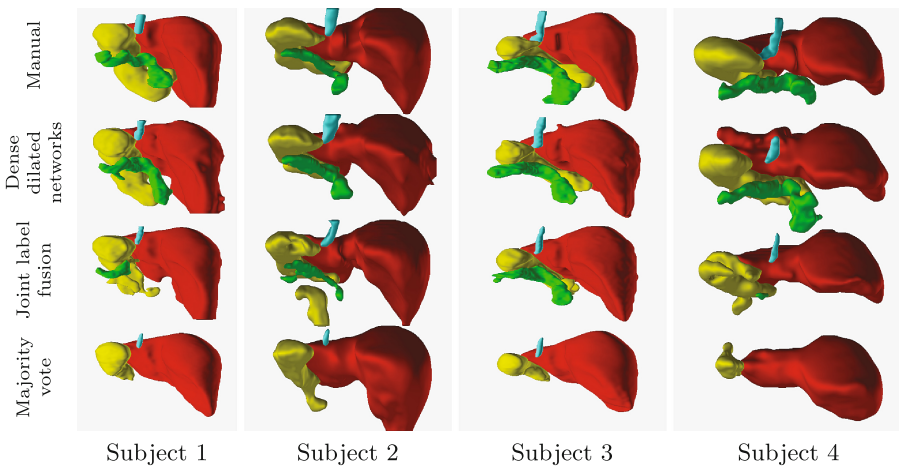 Manual
Dense
dilated
networks
Joint label
fusion
Majority
vote
Subject 1
Subject 2
Subject 3
Subject 4